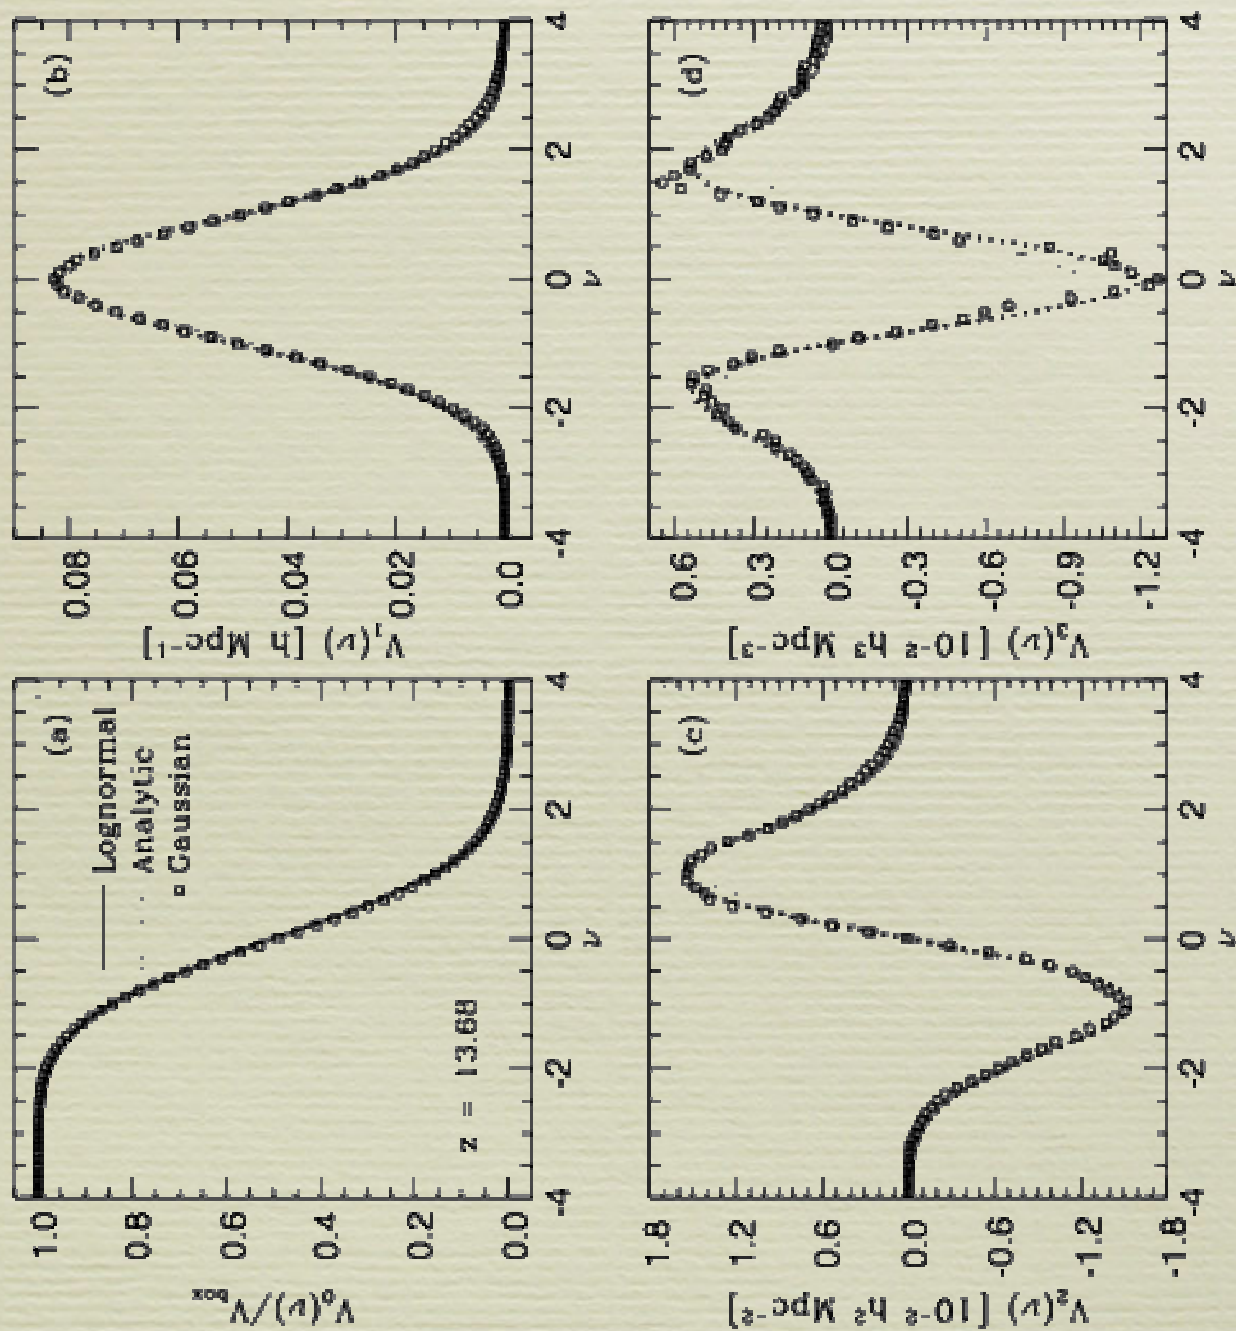 (a)
Lognormal
Analytic
Gaussian
z = 13.68
V₀(ν)/V_box
1.0
0.8
0.6
0.4
0.2
0.0
-4 -2 0 2 4
ν
(b)
V₁(ν) [h Mpc⁻¹]
0.08
0.06
0.04
0.02
0.0
-4 -2 0 2 4
ν
(c)
V₂(ν) [10⁻² h² Mpc⁻²]
1.8
1.2
0.6
0.0
-0.6
-1.2
-1.8
-4 -2 0 2 4
ν
(d)
V₃(ν) [10⁻² h³ Mpc⁻³]
0.6
0.3
0.0
-0.3
-0.6
-0.9
-1.2
-4 -2 0 2 4
ν